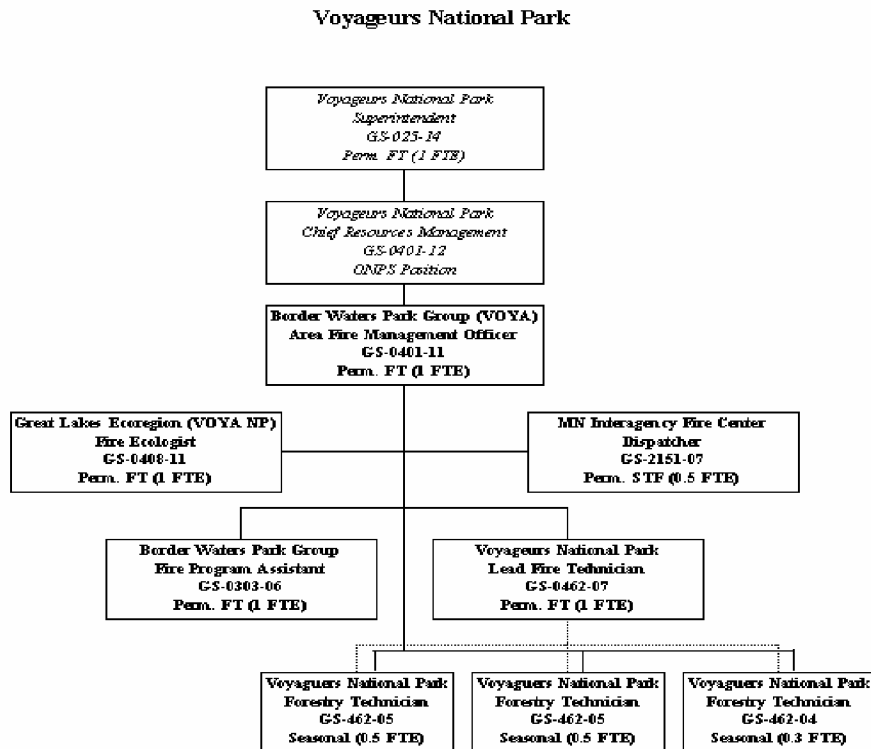 Voyageurs National Park
Voyageurs National Park
Superintendent
GS-025-14
Perm. FT (1 FTE)
Voyageurs National Park
Chief Resources Management
GS-0401-12
ONPS Position
Border Waters Park Group (VOYA)
Area Fire Management Officer
GS-0401-11
Perm. FT (1 FTE)
Great Lakes Ecoregion (VOYA NP)
Fire Ecologist
GS-0408-11
Perm. FT (1 FTE)
MN Interagency Fire Center
Dispatcher
GS-2151-07
Perm. STF (0.5 FTE)
Border Waters Park Group
Fire Program Assistant
GS-0303-06
Perm. FT (1 FTE)
Voyageurs National Park
Lead Fire Technician
GS-0462-07
Perm. FT (1 FTE)
Voyaguers National Park
Forestry Technician
GS-462-05
Seasonal (0.5 FTE)
Voyaguers National Park
Forestry Technician
GS-462-05
Seasonal (0.5 FTE)
Voyaguers National Park
Forestry Technician
GS-462-04
Seasonal (0.3 FTE)